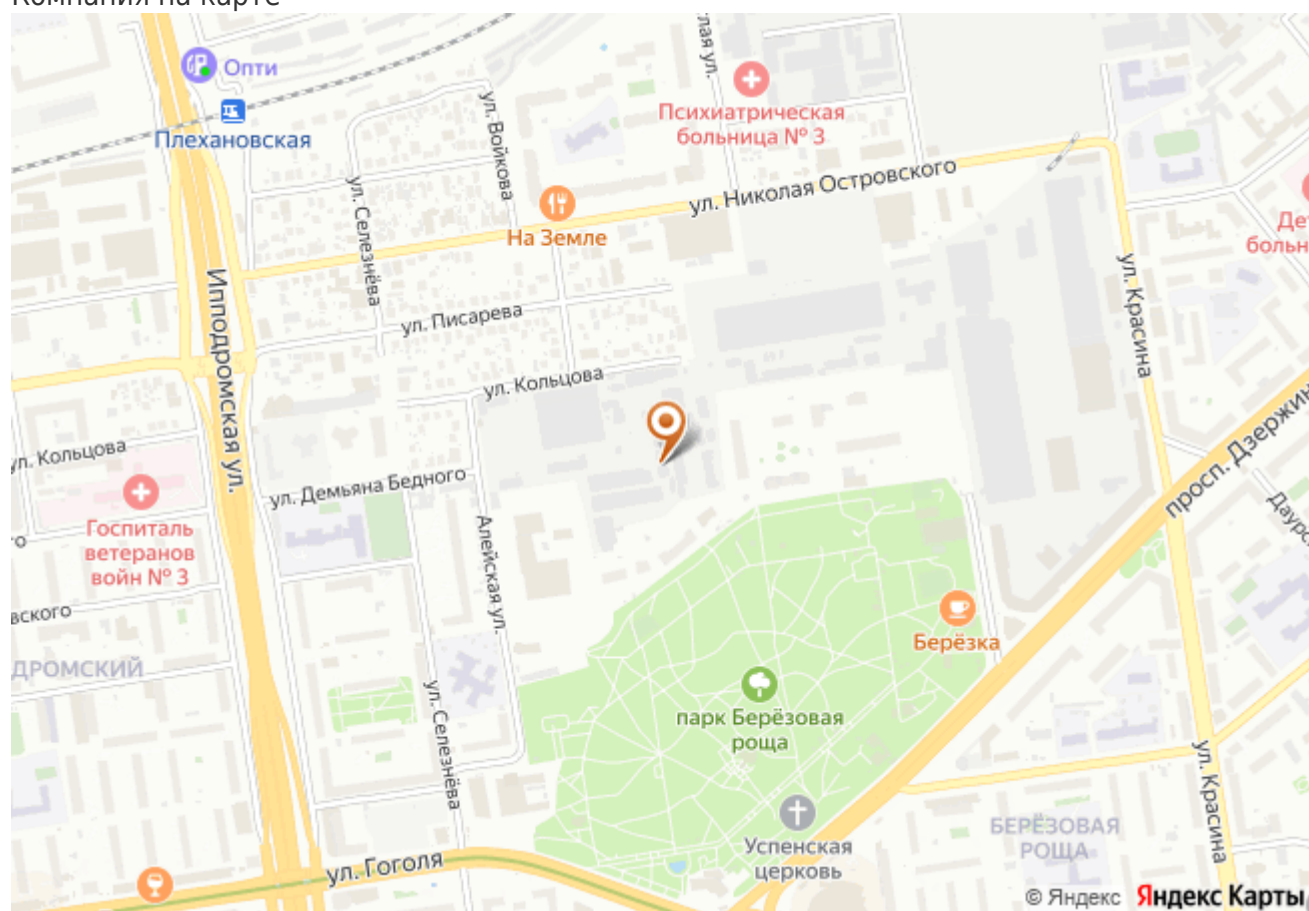 Компания на карте
Опти
Плехановская
ул. Войкова
ул. Селезнёва
Психиатрическая
больница № 3
ул. Николая Островского
На Земле
ул. Писарева
ул. Кольцова
Ипподромская ул.
ул. Красина
просп. Дзержин
ул. Кольцова
ул. Демьяна Бедного
Госпиталь
ветеранов
войн № 3
Алейская ул.
вского
ДРОМСКИЙ
ул. Селезнёва
Берёзка
парк Берёзовая
роща
Успенская
церковь
БЕРЁЗОВАЯ
РОЩА
ул. Красина
ул. Гоголя
© Яндекс Яндекс Карты